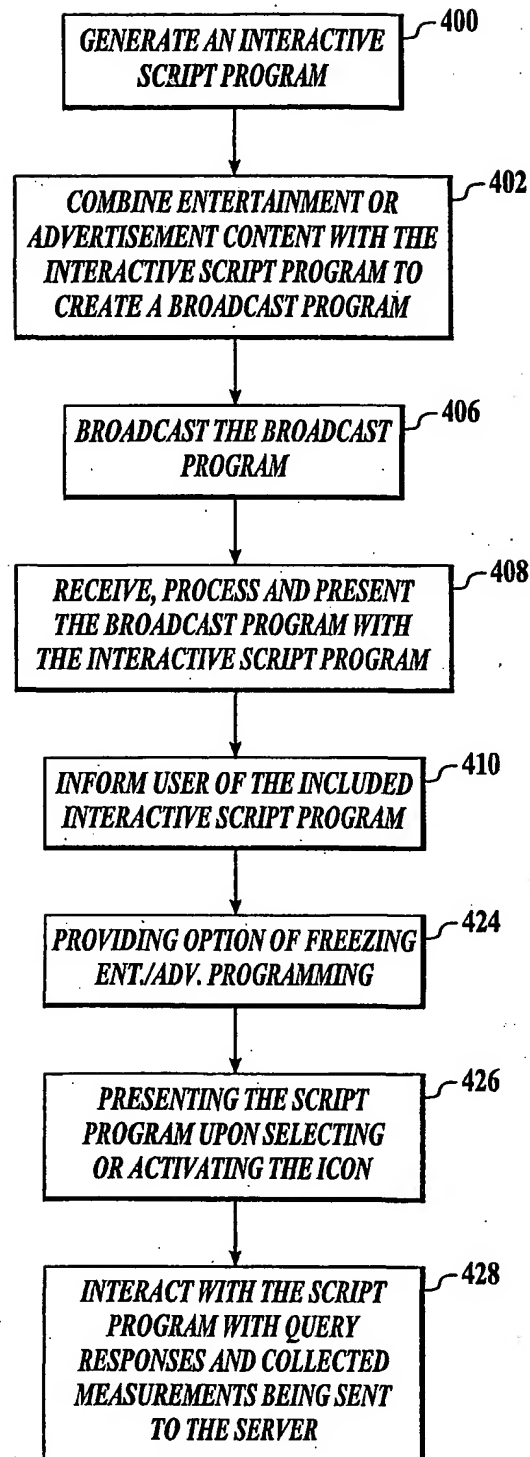 400
GENERATE AN INTERACTIVE
SCRIPT PROGRAM
402
COMBINE ENTERTAINMENT OR
ADVERTISEMENT CONTENT WITH THE
INTERACTIVE SCRIPT PROGRAM TO
CREATE A BROADCAST PROGRAM
406
BROADCAST THE BROADCAST
PROGRAM
408
RECEIVE, PROCESS AND PRESENT
THE BROADCAST PROGRAM WITH
THE INTERACTIVE SCRIPT PROGRAM
410
INFORM USER OF THE INCLUDED
INTERACTIVE SCRIPT PROGRAM
424
PROVIDING OPTION OF FREEZING
ENT./ADV. PROGRAMMING
426
PRESENTING THE SCRIPT
PROGRAM UPON SELECTING
OR ACTIVATING THE ICON
428
INTERACT WITH THE SCRIPT
PROGRAM WITH QUERY
RESPONSES AND COLLECTED
MEASUREMENTS BEING SENT
TO THE SERVER